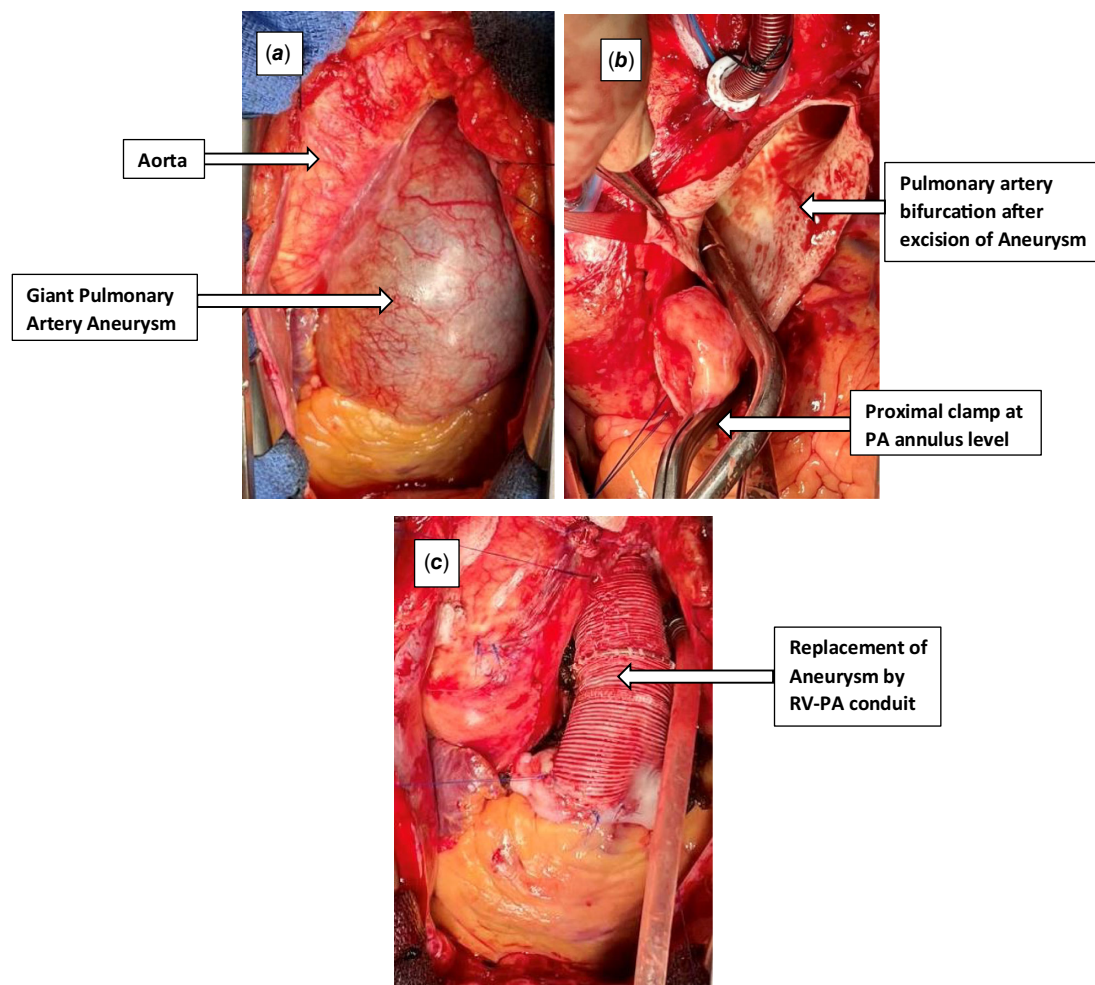 (a)
(b)
Aorta
Pulmonary artery
bifurcation after
excision of Aneurysm
Giant Pulmonary
Artery Aneurysm
Proximal clamp at
PA annulus level
(c)
Replacement of
Aneurysm by
RV-PA conduit